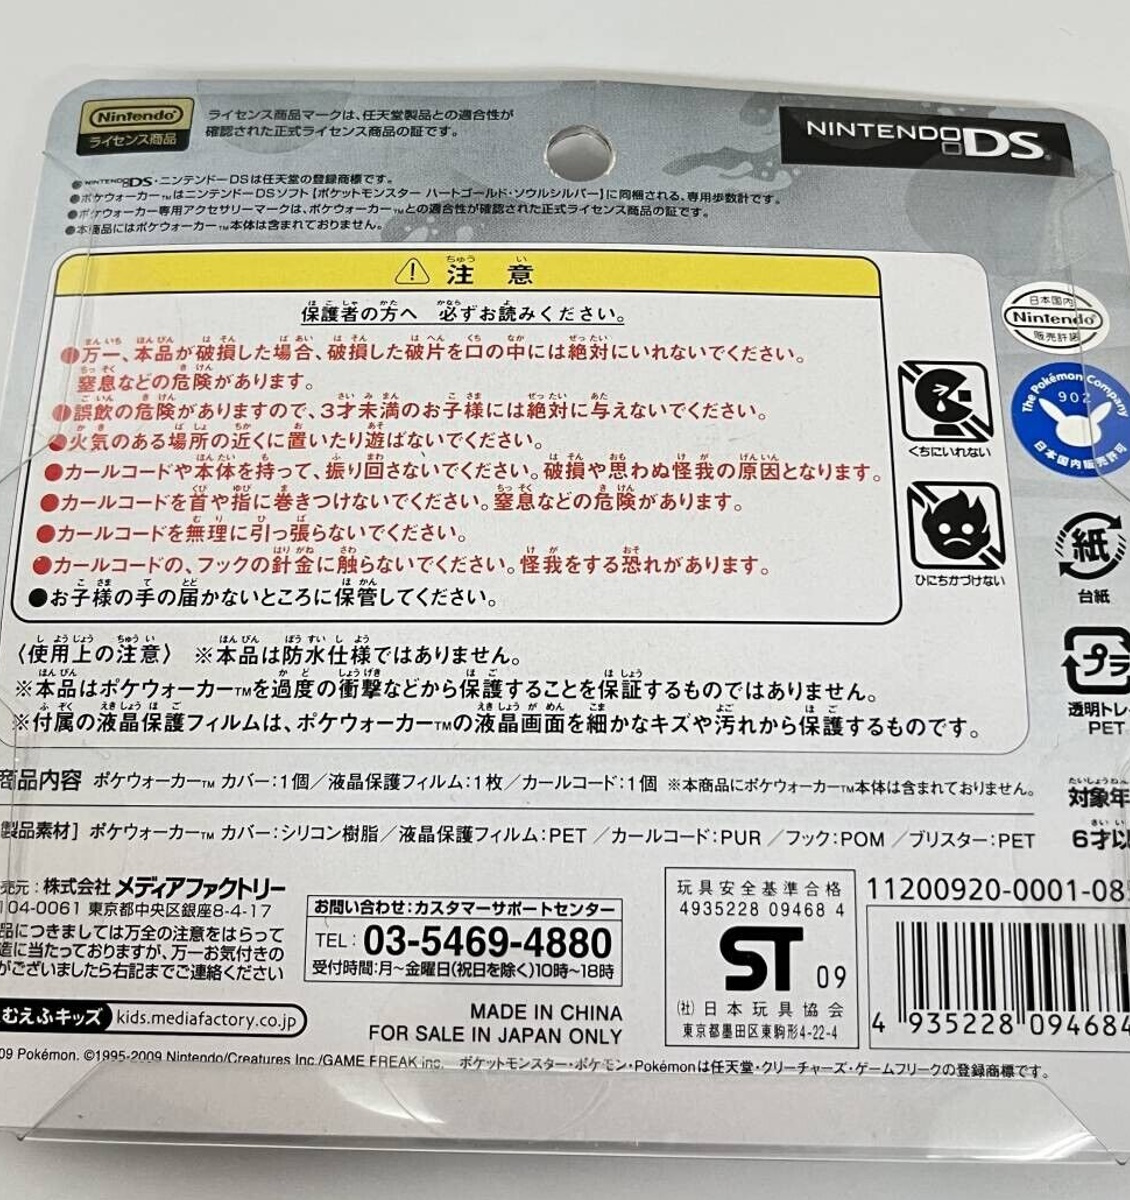 Nintendo
ライセンス商品
ライセンス商品マークは、任天堂製品との適合性が
確認された正式ライセンス商品の証です。
NINTENDO DS
●NINTENDO DS・ニンテンドーDSは任天堂の登録商標です。
●ポケウォーカー™はニンテンドーDSソフト【ポケットモンスター ハートゴールド・ソウルシルバー】に同梱される、専用歩数計です。
●ポケウォーカー専用アクセサリーマークは、ポケウォーカー™との適合性が確認された正式ライセンス商品の証です。
●本商品にはポケウォーカー™本体は含まれておりません。
注意
保護者の方へ 必ずお読みください。
●万一、本品が破損した場合、破損した破片を口の中には絶対にいれないでください。
窒息などの危険があります。
●誤飲の危険がありますので、3才未満のお子様には絶対に与えないでください。
●火気のある場所の近くに置いたり遊ばないでください。
●カールコードや本体を持って、振り回さないでください。破損や思わぬ怪我の原因となります。
●カールコードを首や指に巻きつけないでください。窒息などの危険があります。
●カールコードを無理に引っ張らないでください。
●カールコードの、フックの針金に触らないでください。怪我をする恐れがあります。
●お子様の手の届かないところに保管してください。
くちにいれない
ひにちかづけない
日本国内
Nintendo
販売許諾
The Pokémon Company
902
日本国内販売許可
紙
台紙
プラ
透明トレー
PET
〈使用上の注意〉 ※本品は防水仕様ではありません。
※本品はポケウォーカー™を過度の衝撃などから保護することを保証するものではありません。
※付属の液晶保護フィルムは、ポケウォーカー™の液晶画面を細かなキズや汚れから保護するものです。
商品内容 ポケウォーカー™ カバー:1個／液晶保護フィルム:1枚／カールコード:1個 ※本商品にポケウォーカー™本体は含まれておりません。
対象年
6才以
製品素材］ポケウォーカー™ カバー:シリコン樹脂／液晶保護フィルム:PET ／カールコード:PUR ／フック:POM ／ブリスター:PET
売元:株式会社 メディアファクトリー
104-0061 東京都中央区銀座8-4-17
品につきましては万全の注意をはらって
造に当たっておりますが、万一お気付きの
がございましたら右記までご連絡ください
お問い合わせ:カスタマーサポートセンター
TEL: 03-5469-4880
受付時間:月〜金曜日(祝日を除く)10時〜18時
玩具安全基準合格
4935228 09468 4
ST 09
(社)日本玩具協会
東京都墨田区東駒形4-22-4
11200920-0001-08
4 935228 094684
むえふキッズ kids.mediafactory.co.jp
MADE IN CHINA
FOR SALE IN JAPAN ONLY
09 Pokémon. ©1995-2009 Nintendo/Creatures Inc./GAME FREAK inc. ポケットモンスター・ポケモン・Pokémonは任天堂・クリーチャーズ・ゲームフリークの登録商標です。